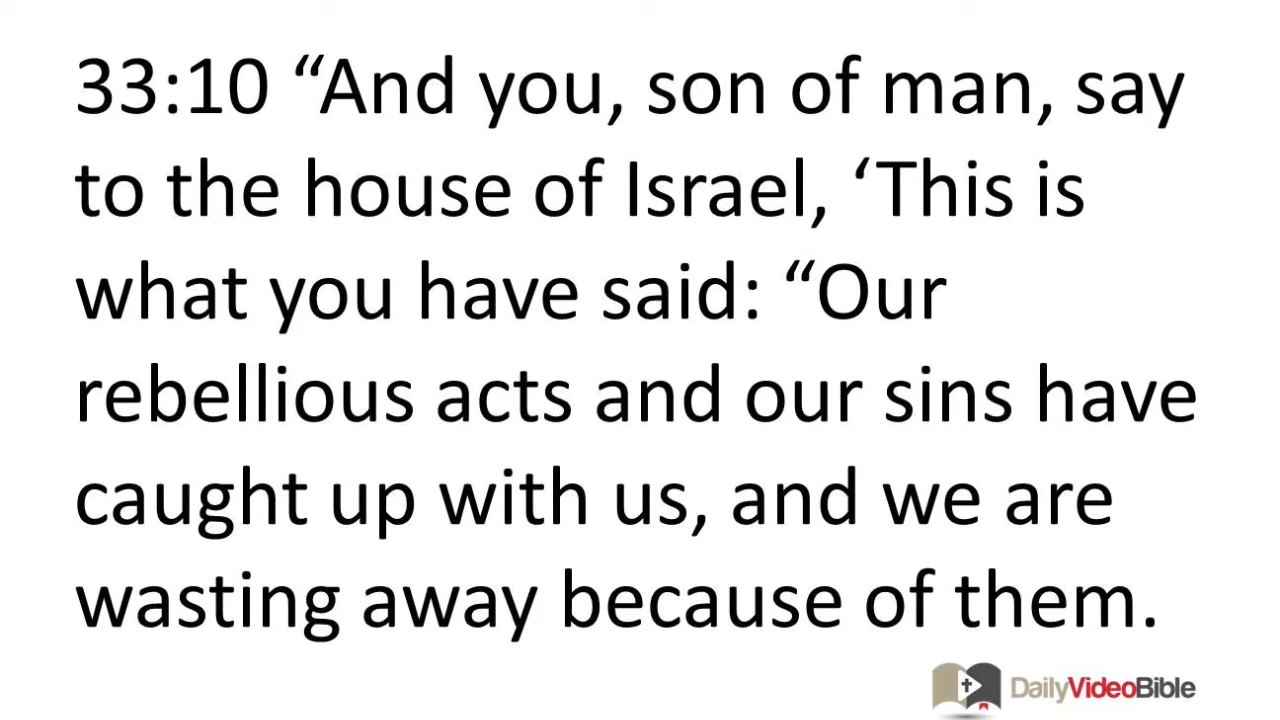 33:10 “And you, son of man, say
to the house of Israel, ‘This is
what you have said: “Our
rebellious acts and our sins have
caught up with us, and we are
wasting away because of them.
DailyVideoBible